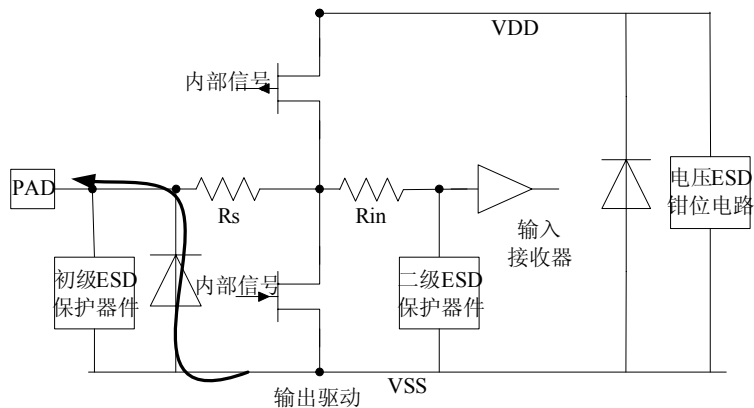 VDD
内部信号
PAD
Rs
Rin
电压ESD
钳位电路
输入
接收器
初级ESD
保护器件
内部信号
二级ESD
保护器件
输出驱动
VSS